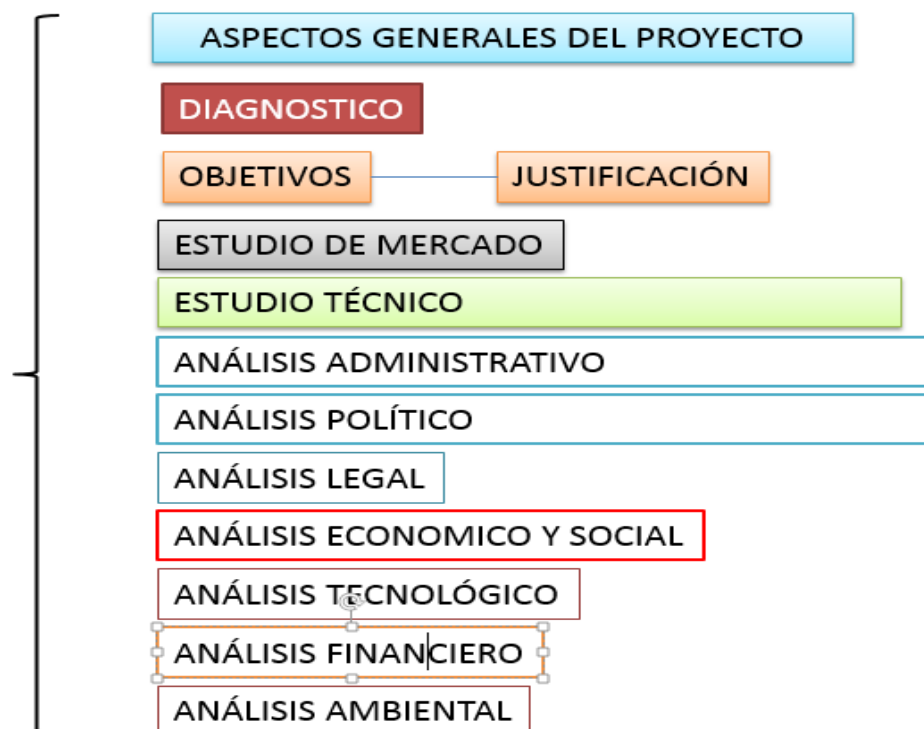 ASPECTOS GENERALES DEL PROYECTO
DIAGNOSTICO
OBJETIVOS JUSTIFICACIÓN
ESTUDIO DE MERCADO
ESTUDIO TÉCNICO
ANÁLISIS ADMINISTRATIVO
ANÁLISIS POLÍTICO
ANÁLISIS LEGAL
ANÁLISIS ECONOMICO Y SOCIAL
ANÁLISIS TECNOLÓGICO
ANÁLISIS FINANCIERO
ANÁLISIS AMBIENTAL